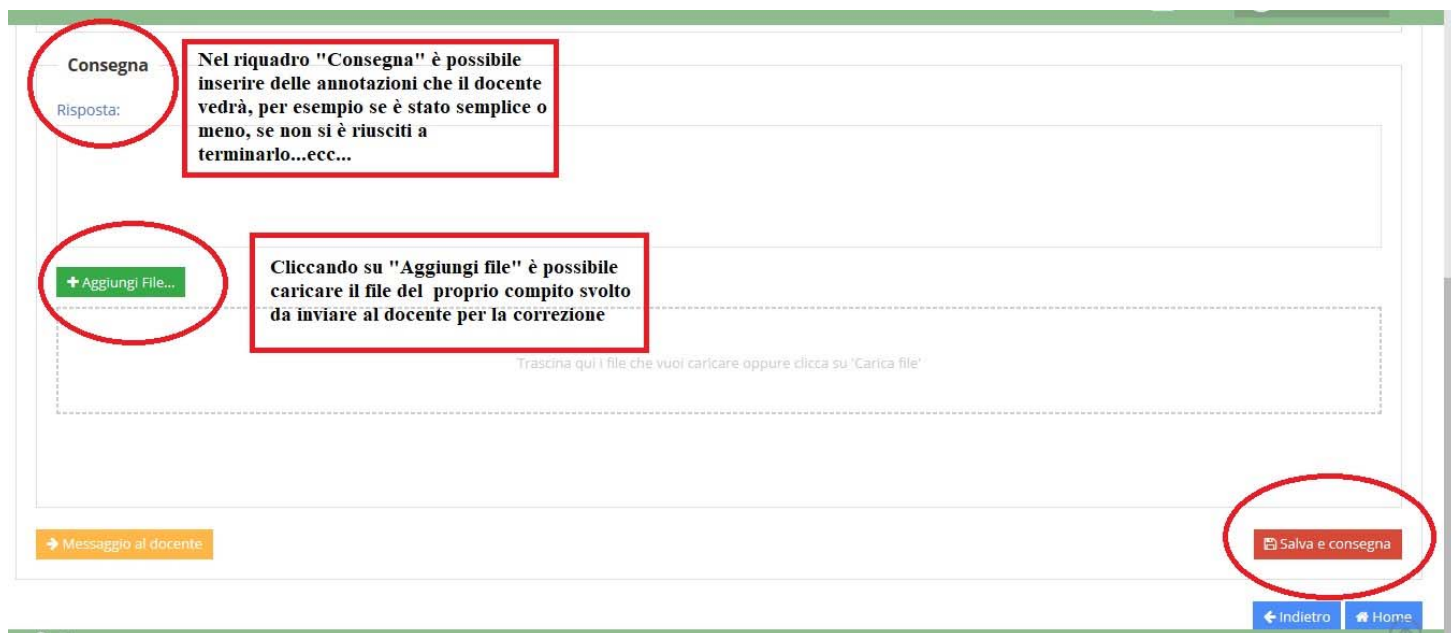 Consegna
Risposta:
Nel riquadro "Consegna" è possibile
inserire delle annotazioni che il docente
vedrà, per esempio se è stato semplice o
meno, se non si è riusciti a
terminarlo...ecc...
Aggiungi File...
Cliccando su "Aggiungi file" è possibile
caricare il file del proprio compito svolto
da inviare al docente per la correzione
Trascina qui i file che vuoi caricare oppure clicca su 'Carica file'
Messaggio al docente
Salva e consegna
Indietro
Home